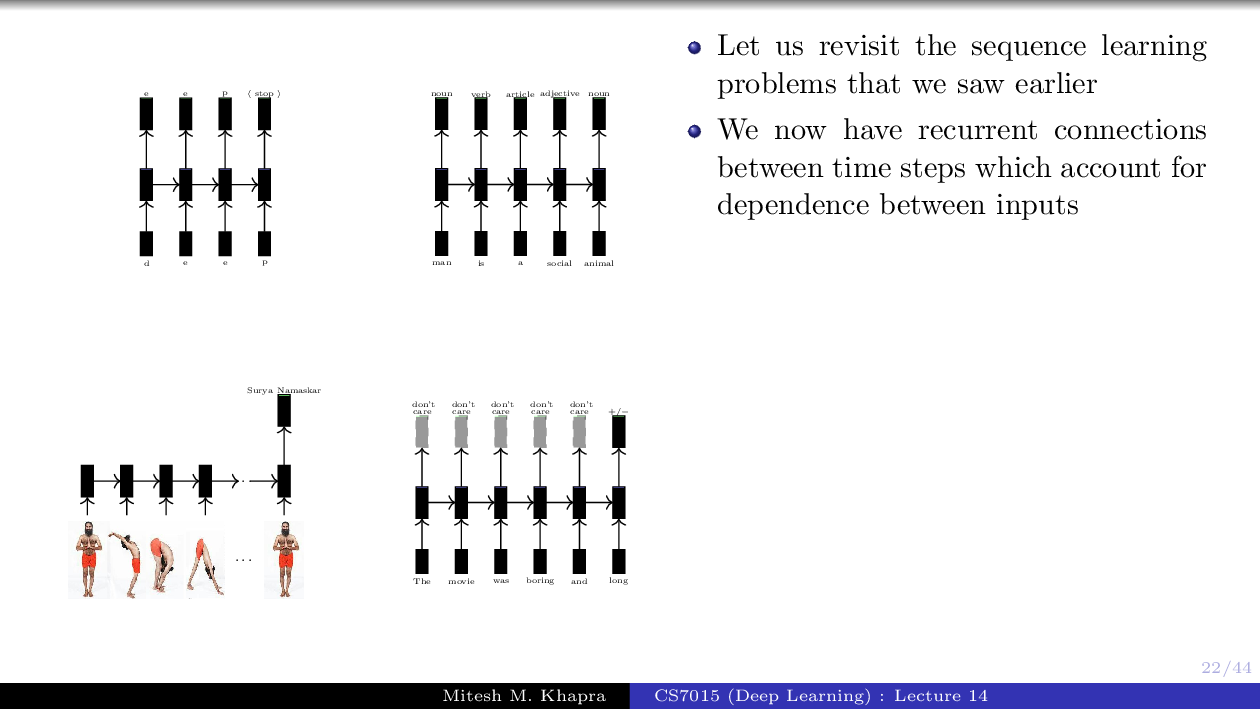 e e p ⟨ stop ⟩
d e e p
noun verb article adjective noun
man is a social animal
Surya Namaskar
· · ·
don't don't don't don't don't
care care care care care +/−
The movie was boring and long
Let us revisit the sequence learning
problems that we saw earlier
We now have recurrent connections
between time steps which account for
dependence between inputs
22/44
Mitesh M. Khapra
CS7015 (Deep Learning) : Lecture 14